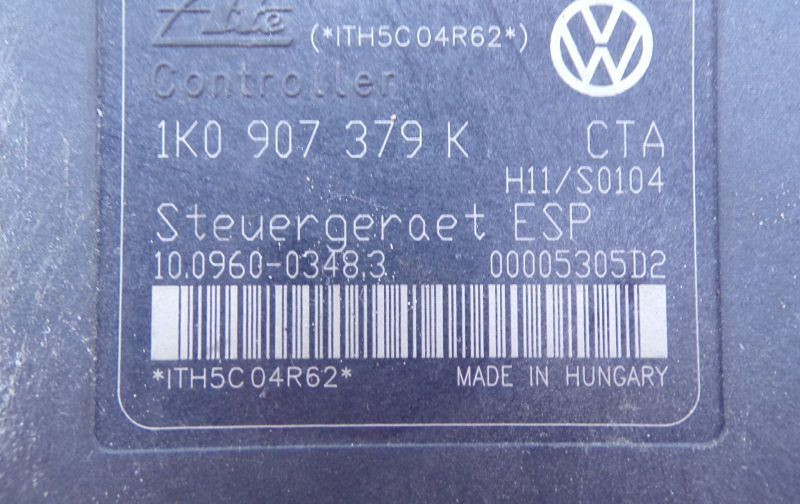 Ate (*ITH5C04R62*)
Controller
1K0 907 379 K CTA
H11/S0104
Steuergeraet ESP
10.0960-0348.3 00005305D2
*ITH5C04R62* MADE IN HUNGARY